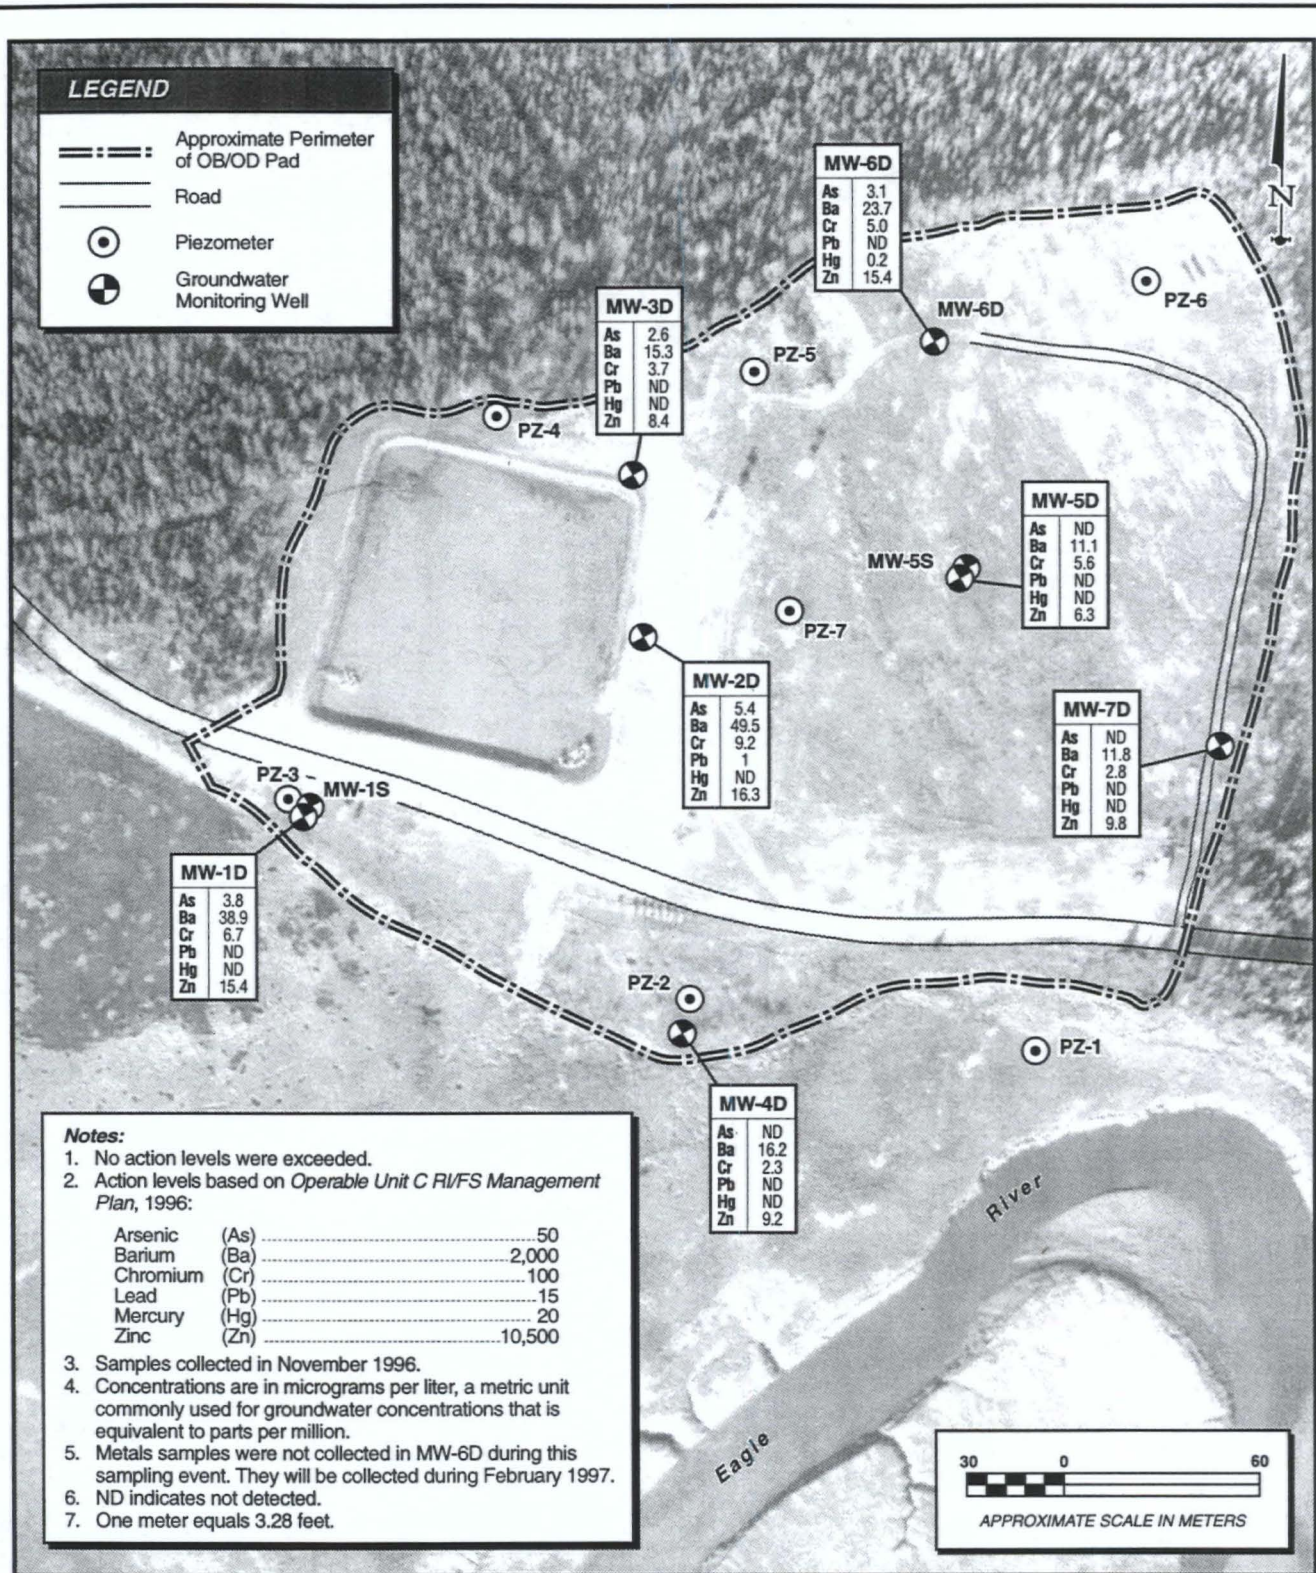 LEGEND
Approximate Perimeter
of OB/OD Pad
Road
Piezometer
Groundwater
Monitoring Well
N
MW-6D
As 3.1
Ba 23.7
Cr 5.0
Pb ND
Hg 0.2
Zn 15.4
MW-6D
PZ-6
MW-3D
As 2.6
Ba 15.3
Cr 3.7
Pb ND
Hg ND
Zn 8.4
PZ-5
PZ-4
MW-5D
As ND
Ba 11.1
Cr 5.6
Pb ND
Hg ND
Zn 6.3
MW-5S
PZ-7
MW-2D
As 5.4
Ba 49.5
Cr 9.2
Pb 1
Hg ND
Zn 16.3
MW-7D
As ND
Ba 11.8
Cr 2.8
Pb ND
Hg ND
Zn 9.8
PZ-3
MW-1S
MW-1D
As 3.8
Ba 38.9
Cr 6.7
Pb ND
Hg ND
Zn 15.4
PZ-2
PZ-1
MW-4D
As ND
Ba 16.2
Cr 2.3
Pb ND
Hg ND
Zn 9.2
Notes:
1. No action levels were exceeded.
2. Action levels based on Operable Unit C RI/FS Management
Plan, 1996:
Arsenic (As) 50
Barium (Ba) 2,000
Chromium (Cr) 100
Lead (Pb) 15
Mercury (Hg) 20
Zinc (Zn) 10,500
3. Samples collected in November 1996.
4. Concentrations are in micrograms per liter, a metric unit
commonly used for groundwater concentrations that is
equivalent to parts per million.
5. Metals samples were not collected in MW-6D during this
sampling event. They will be collected during February 1997.
6. ND indicates not detected.
7. One meter equals 3.28 feet.
Eagle River
30 0 60
APPROXIMATE SCALE IN METERS